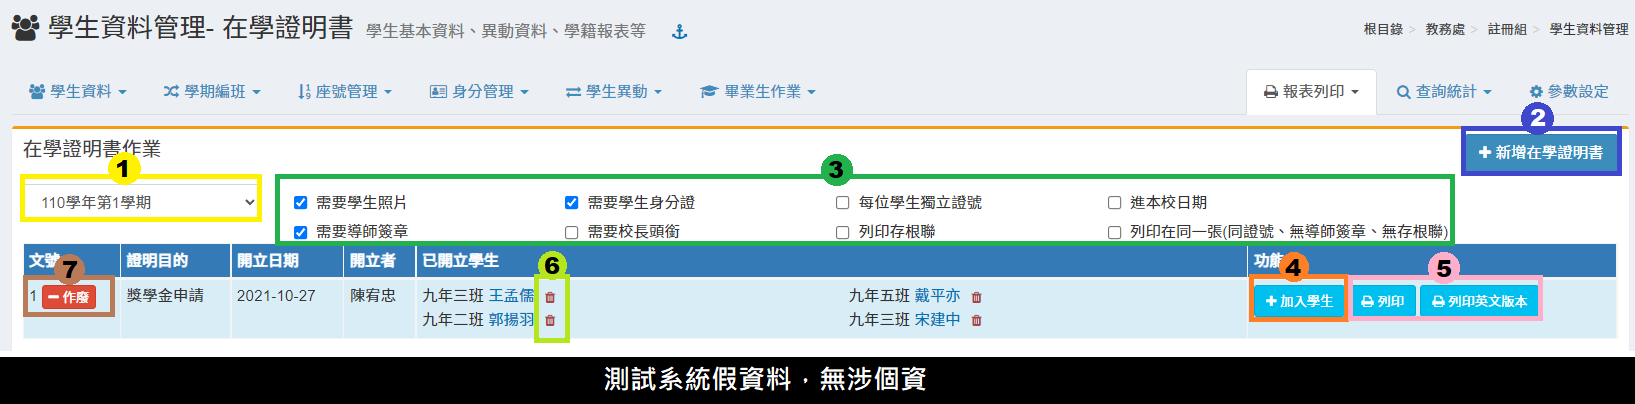 學生資料管理- 在學證明書 學生基本資料、異動資料、學籍報表等
根目錄 > 教務處 > 註冊組 > 學生資料管理
學生資料 學期編班 座號管理 身分管理 學生異動 畢業生作業 報表列印 查詢統計 參數設定
在學證明書作業
2
新增在學證明書
1
110學年第1學期
3
需要學生照片 需要學生身分證 每位學生獨立證號 進本校日期
需要導師簽章 需要校長頭銜 列印存根聯 列印在同一張(同證號、無導師簽章、無存根聯)
文號 證明目的 開立日期 開立者 已開立學生 功能
7 6 4 5
1 作廢 獎學金申請 2021-10-27 陳宥忠 九年三班 王孟儒 九年五班 戴平亦 加入學生 列印 列印英文版本
九年二班 郭揚羽 九年三班 宋建中
測試系統假資料，無涉個資